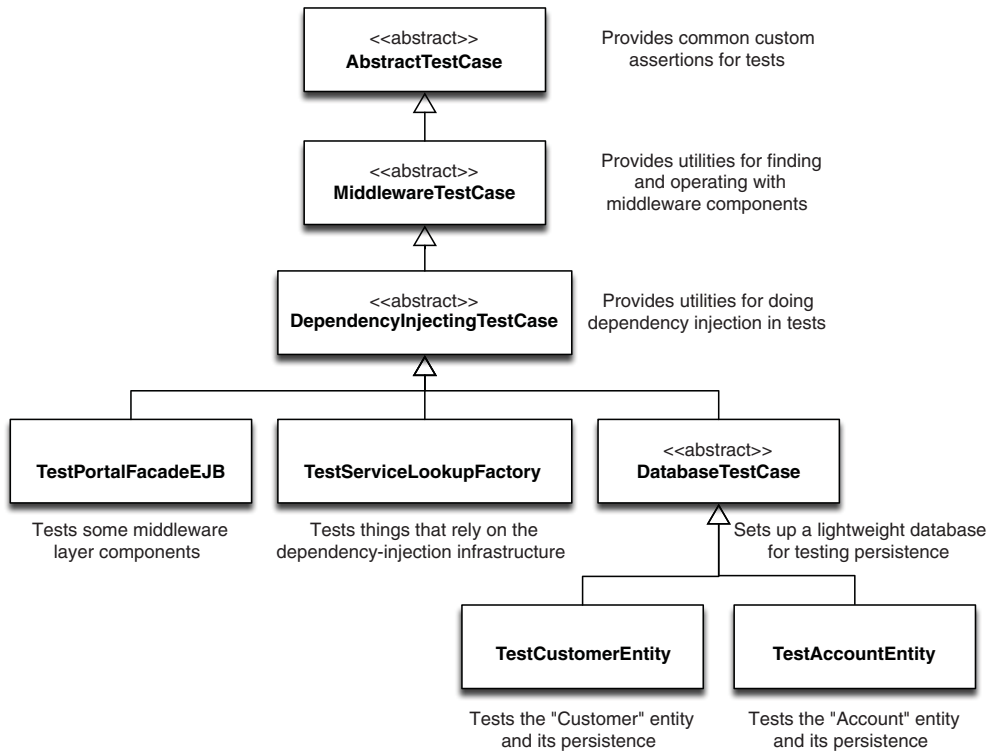 <<abstract>>
AbstractTestCase
Provides common custom
assertions for tests
<<abstract>>
MiddlewareTestCase
Provides utilities for finding
and operating with
middleware components
<<abstract>>
DependencyInjectingTestCase
Provides utilities for doing
dependency injection in tests
TestPortalFacadeEJB
Tests some middleware
layer components
TestServiceLookupFactory
Tests things that rely on the
dependency-injection infrastructure
<<abstract>>
DatabaseTestCase
Sets up a lightweight database
for testing persistence
TestCustomerEntity
Tests the "Customer" entity
and its persistence
TestAccountEntity
Tests the "Account" entity
and its persistence